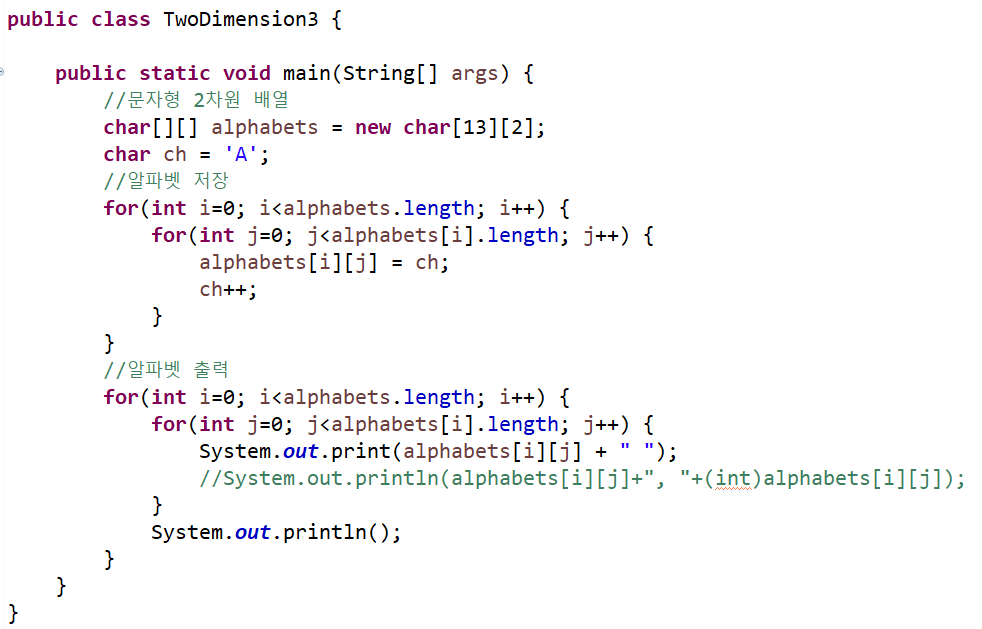 public class TwoDimension3 {
public static void main(String[] args) {
//문자형 2차원 배열
char[][] alphabets = new char[13][2];
char ch = 'A';
//알파벳 저장
for(int i=0; i<alphabets.length; i++) {
for(int j=0; j<alphabets[i].length; j++) {
alphabets[i][j] = ch;
ch++;
}
}
//알파벳 출력
for(int i=0; i<alphabets.length; i++) {
for(int j=0; j<alphabets[i].length; j++) {
System.out.print(alphabets[i][j] + " ");
//System.out.println(alphabets[i][j]+", "+(int)alphabets[i][j]);
}
System.out.println();
}
}
}